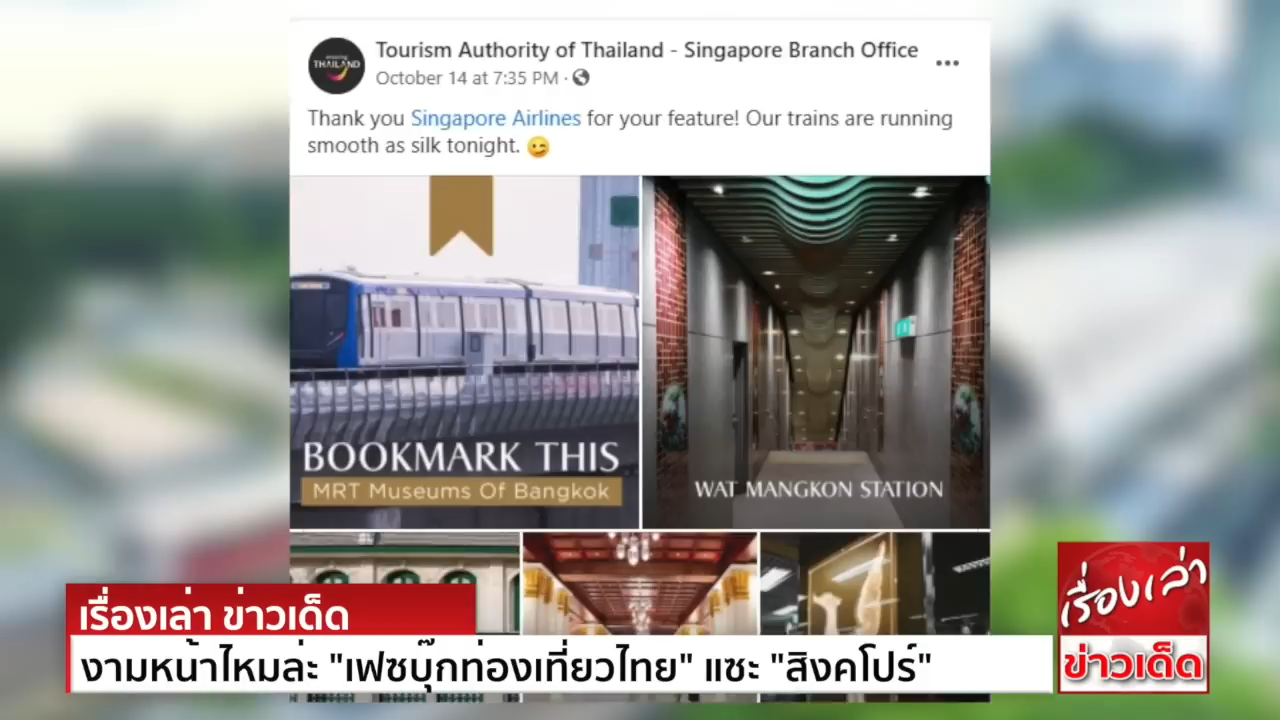 Tourism Authority of Thailand - Singapore Branch Office
October 14 at 7:35 PM ·
amazing
THAILAND
Thank you Singapore Airlines for your feature! Our trains are running
smooth as silk tonight. 😉
BOOKMARK THIS
MRT Museums Of Bangkok
WAT MANGKON STATION
เรื่องเล่า ข่าวเด็ด
งามหน้าไหมล่ะ "เฟซบุ๊กท่องเที่ยวไทย" แซะ "สิงคโปร์"
เรื่องเล่า
ข่าวเด็ด